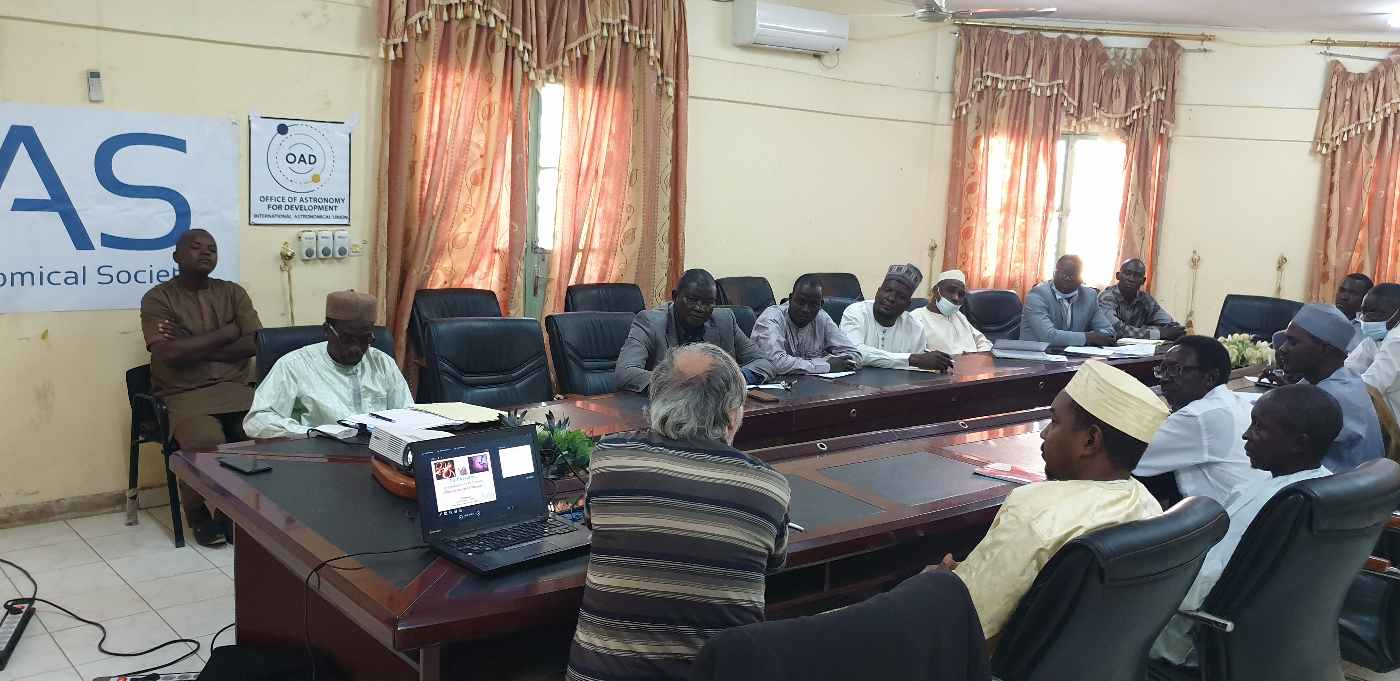 AS
omical Societ
OAD
OFFICE OF ASTRONOMY
FOR DEVELOPMENT
INTERNATIONAL ASTRONOMICAL UNION